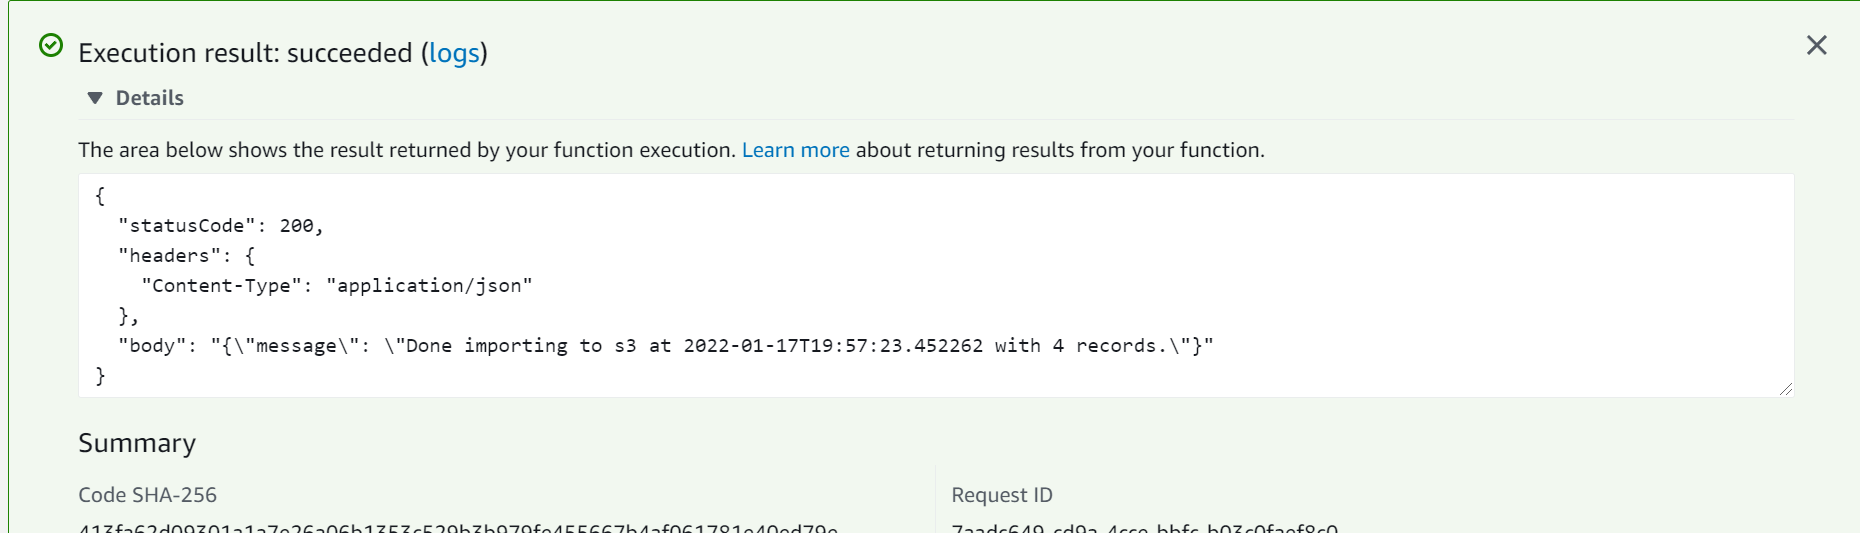 Execution result: succeeded (logs)
Details
The area below shows the result returned by your function execution. Learn more about returning results from your function.
{
  "statusCode": 200,
  "headers": {
    "Content-Type": "application/json"
  },
  "body": "{\"message\": \"Done importing to s3 at 2022-01-17T19:57:23.452262 with 4 records.\"}"
}
Summary
Code SHA-256
Request ID